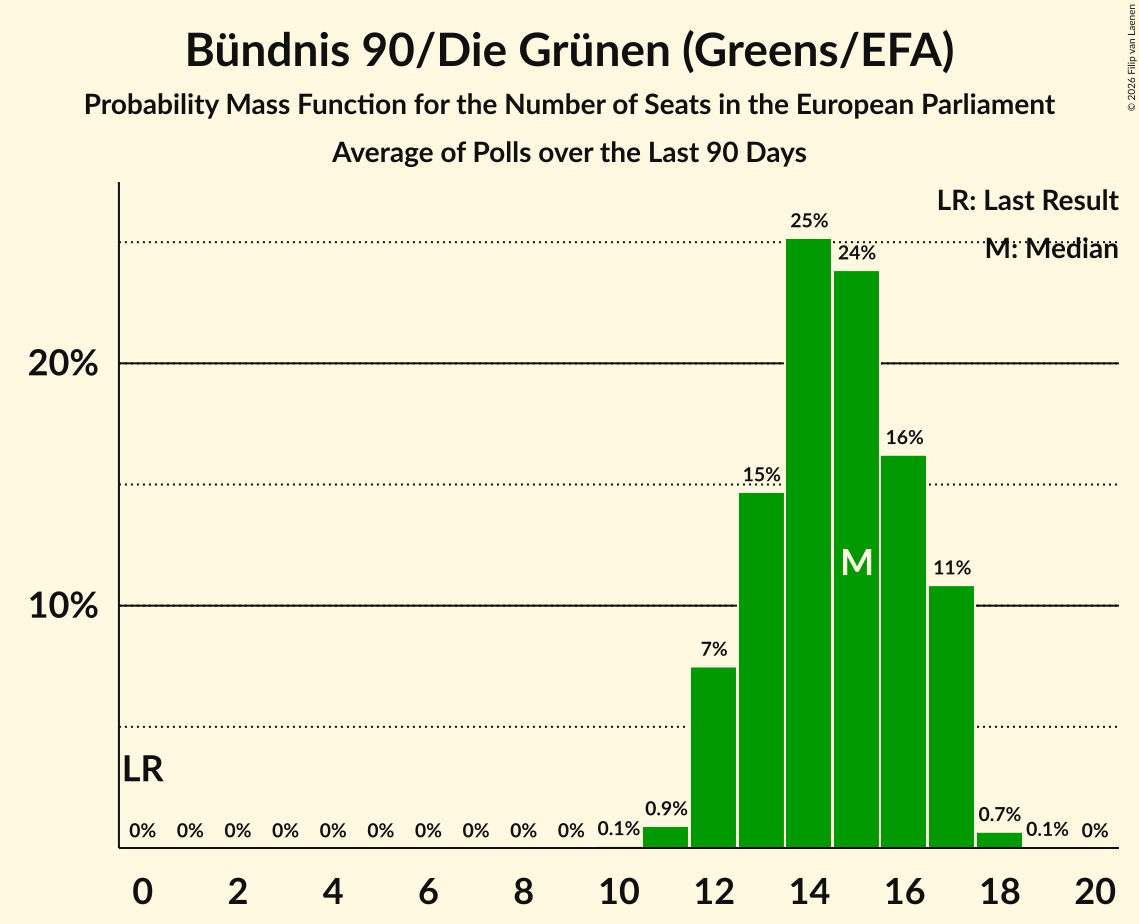 Bündnis 90/Die Grünen (Greens/EFA)
Probability Mass Function for the Number of Seats in the European Parliament
Average of Polls over the Last 90 Days
© 2026 Filip van Laenen
LR: Last Result
M: Median
25%
24%
20%
16%
15%
M
11%
10%
7%
LR
0% 0% 0% 0% 0% 0% 0% 0% 0% 0% 0.1% 0.9% 0.7% 0.1% 0%
0 2 4 6 8 10 12 14 16 18 20